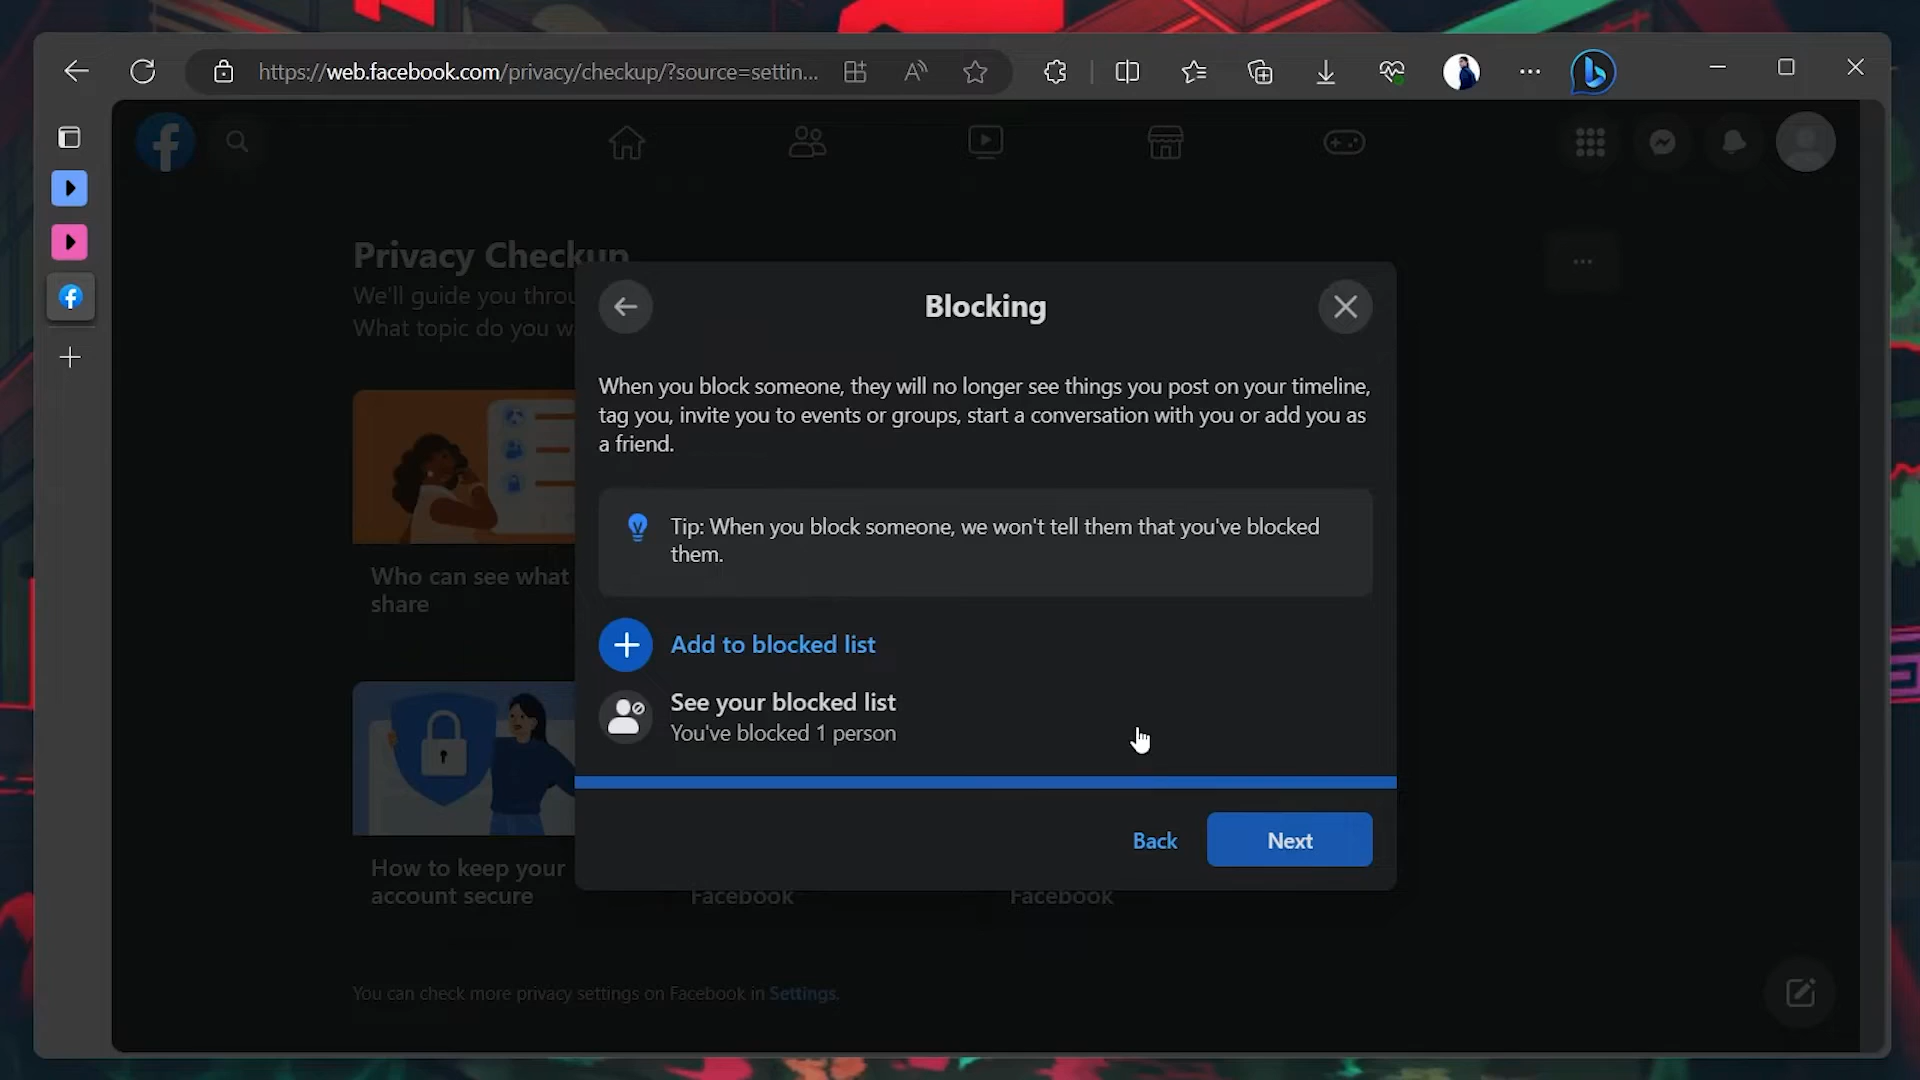 https://web.facebook.com/privacy/checkup/?source=settin...
Privacy Checkup
We'll guide you throu
What topic do you w
Blocking
When you block someone, they will no longer see things you post on your timeline,
tag you, invite you to events or groups, start a conversation with you or add you as
a friend.
Tip: When you block someone, we won't tell them that you've blocked
them.
Who can see what
share
Add to blocked list
See your blocked list
You've blocked 1 person
Back
Next
How to keep your
account secure
Facebook
Facebook
You can check more privacy settings on Facebook in Settings.